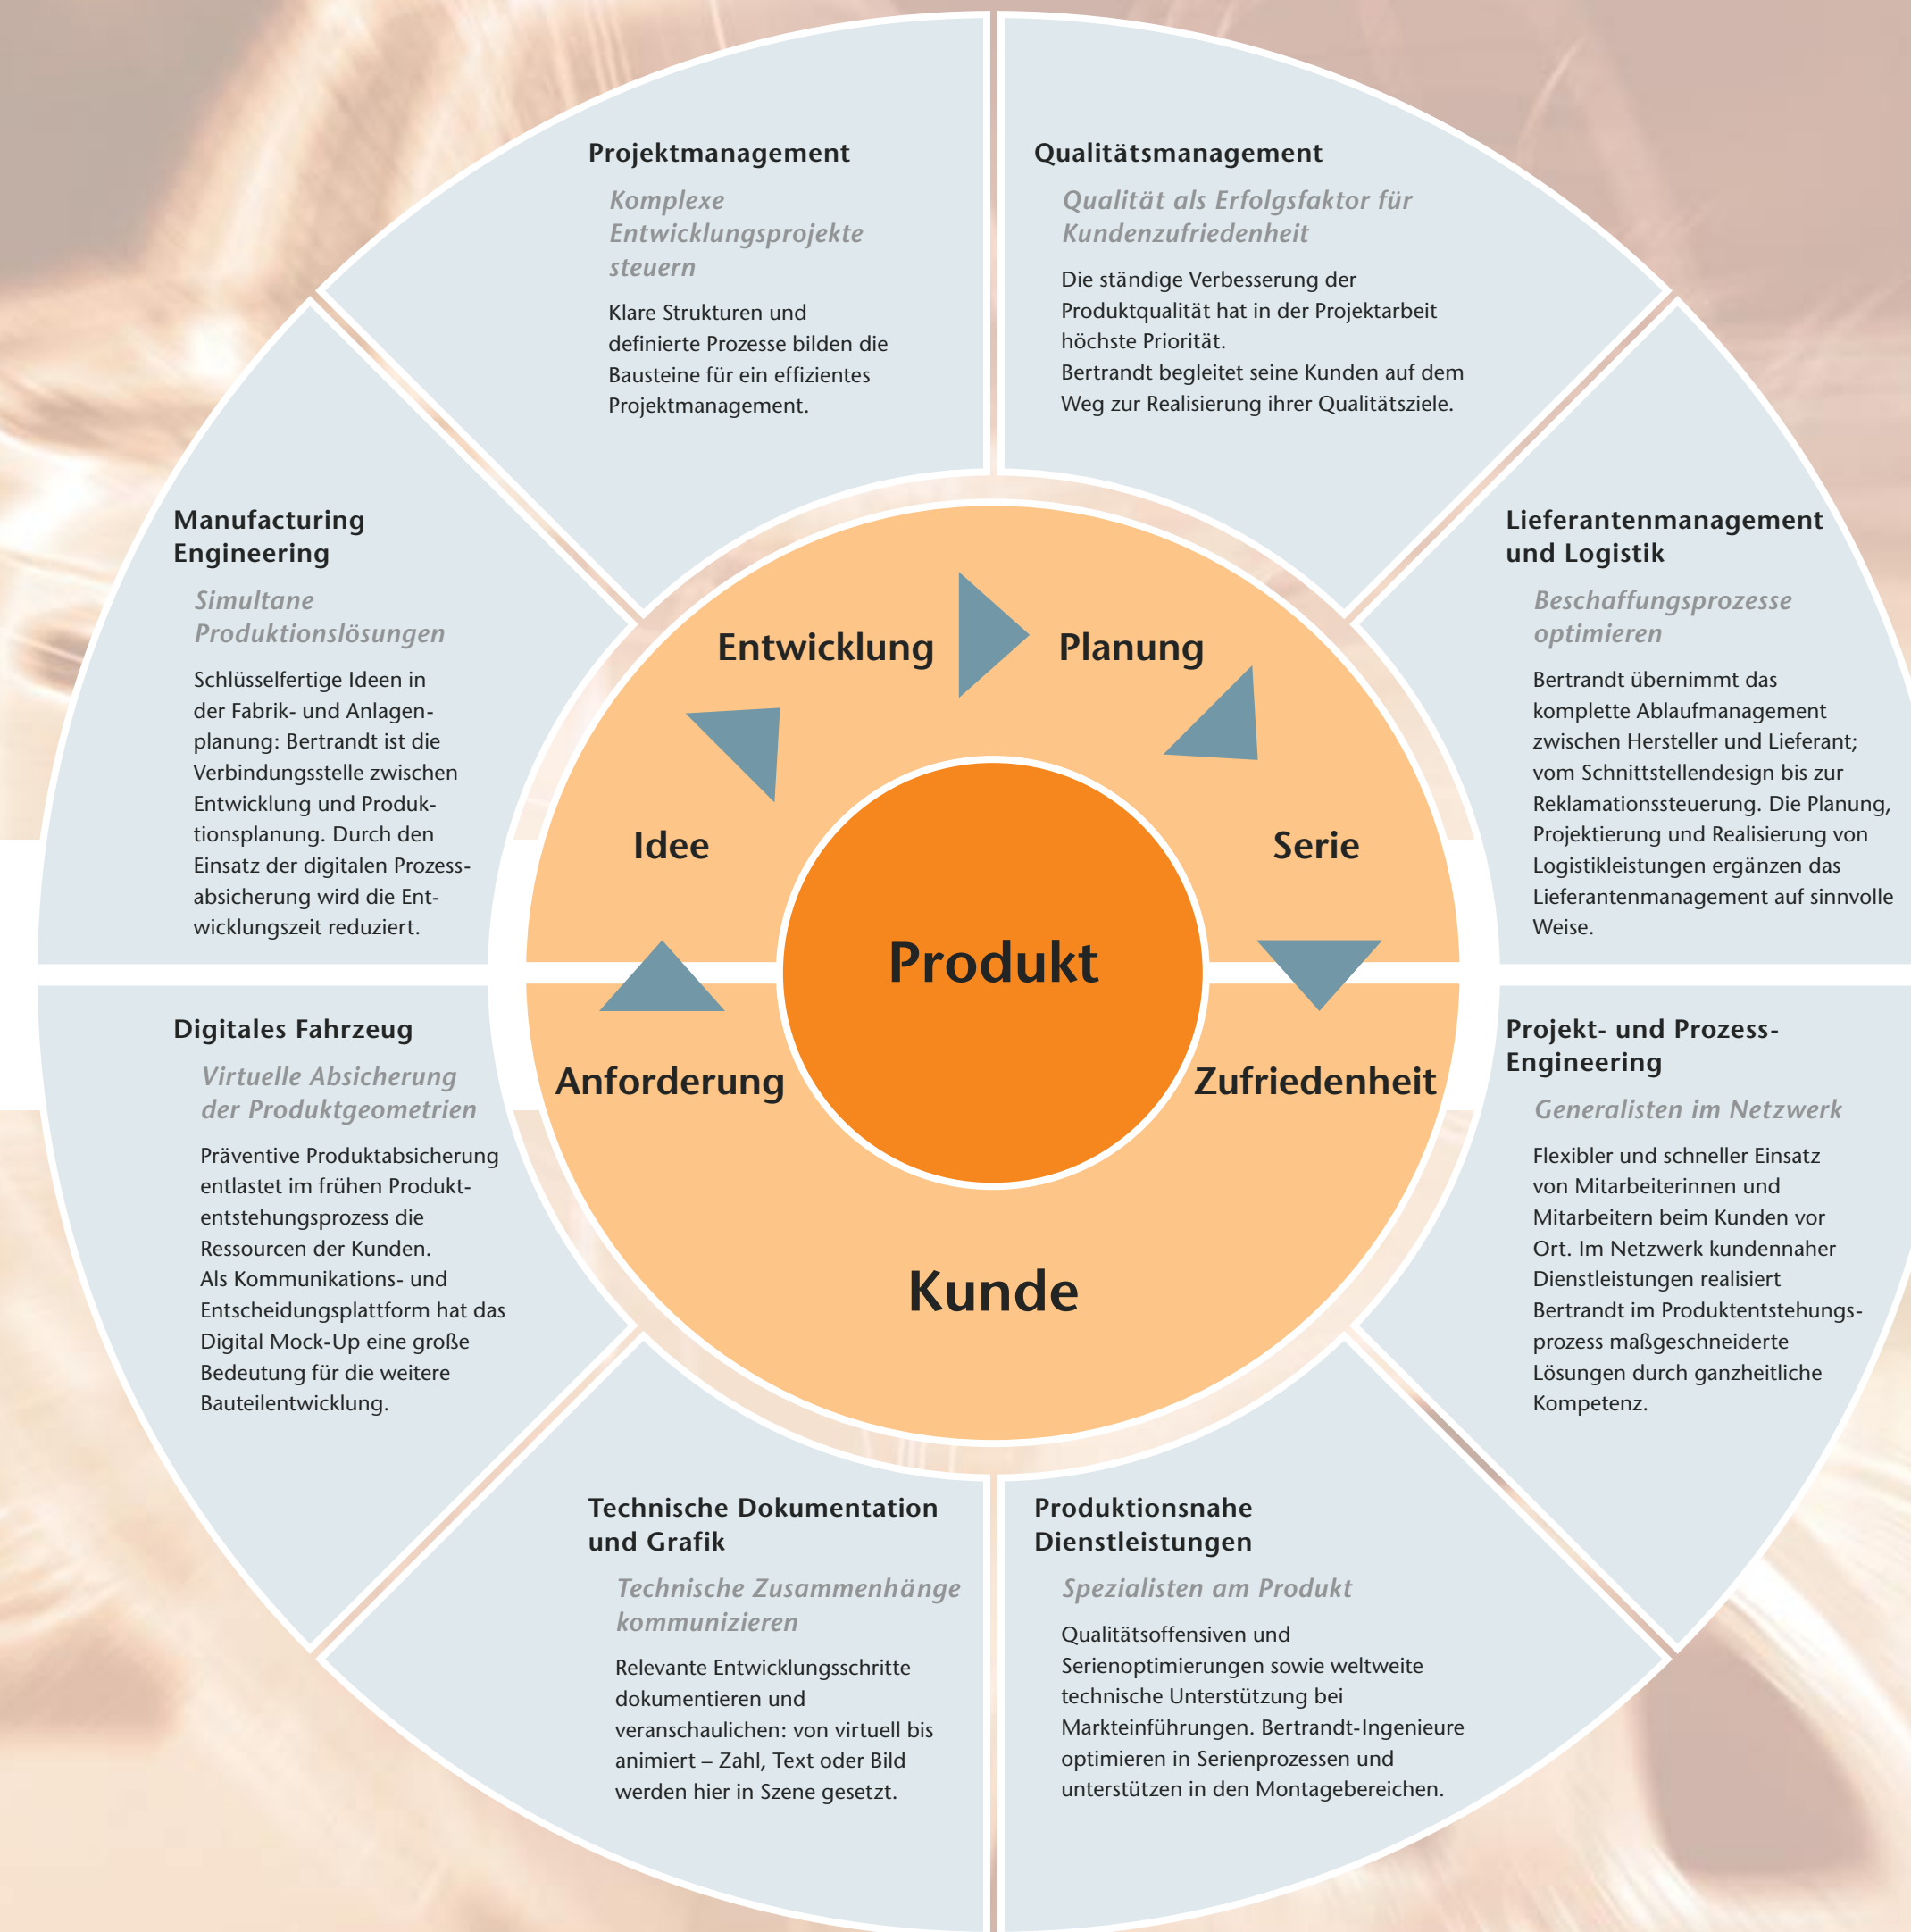 Projektmanagement
Komplexe
Entwicklungsprojekte
steuern
Klare Strukturen und
definierte Prozesse bilden die
Bausteine für ein effizientes
Projektmanagement.
Qualitätsmanagement
Qualität als Erfolgsfaktor für
Kundenzufriedenheit
Die ständige Verbesserung der
Produktqualität hat in der Projektarbeit
höchste Priorität.
Bertrandt begleitet seine Kunden auf dem
Weg zur Realisierung ihrer Qualitätsziele.
Manufacturing
Engineering
Simultane
Produktionslösungen
Schlüsselfertige Ideen in
der Fabrik- und Anlagen-
planung: Bertrandt ist die
Verbindungsstelle zwischen
Entwicklung und Produk-
tionsplanung. Durch den
Einsatz der digitalen Prozess-
absicherung wird die Ent-
wicklungszeit reduziert.
Lieferantenmanagement
und Logistik
Beschaffungsprozesse
optimieren
Bertrandt übernimmt das
komplette Ablaufmanagement
zwischen Hersteller und Lieferant;
vom Schnittstellendesign bis zur
Reklamationssteuerung. Die Planung,
Projektierung und Realisierung von
Logistikleistungen ergänzen das
Lieferantenmanagement auf sinnvolle
Weise.
Entwicklung
Planung
Idee
Serie
Produkt
Anforderung
Zufriedenheit
Kunde
Digitales Fahrzeug
Virtuelle Absicherung
der Produktgeometrien
Präventive Produktabsicherung
entlastet im frühen Produkt-
entstehungsprozess die
Ressourcen der Kunden.
Als Kommunikations- und
Entscheidungsplattform hat das
Digital Mock-Up eine große
Bedeutung für die weitere
Bauteilentwicklung.
Projekt- und Prozess-
Engineering
Generalisten im Netzwerk
Flexibler und schneller Einsatz
von Mitarbeiterinnen und
Mitarbeitern beim Kunden vor
Ort. Im Netzwerk kundennaher
Dienstleistungen realisiert
Bertrandt im Produktentstehungs-
prozess maßgeschneiderte
Lösungen durch ganzheitliche
Kompetenz.
Technische Dokumentation
und Grafik
Technische Zusammenhänge
kommunizieren
Relevante Entwicklungsschritte
dokumentieren und
veranschaulichen: von virtuell bis
animiert – Zahl, Text oder Bild
werden hier in Szene gesetzt.
Produktionsnahe
Dienstleistungen
Spezialisten am Produkt
Qualitätsoffensiven und
Serienoptimierungen sowie weltweite
technische Unterstützung bei
Markteinführungen. Bertrandt-Ingenieure
optimieren in Serienprozessen und
unterstützen in den Montagebereichen.